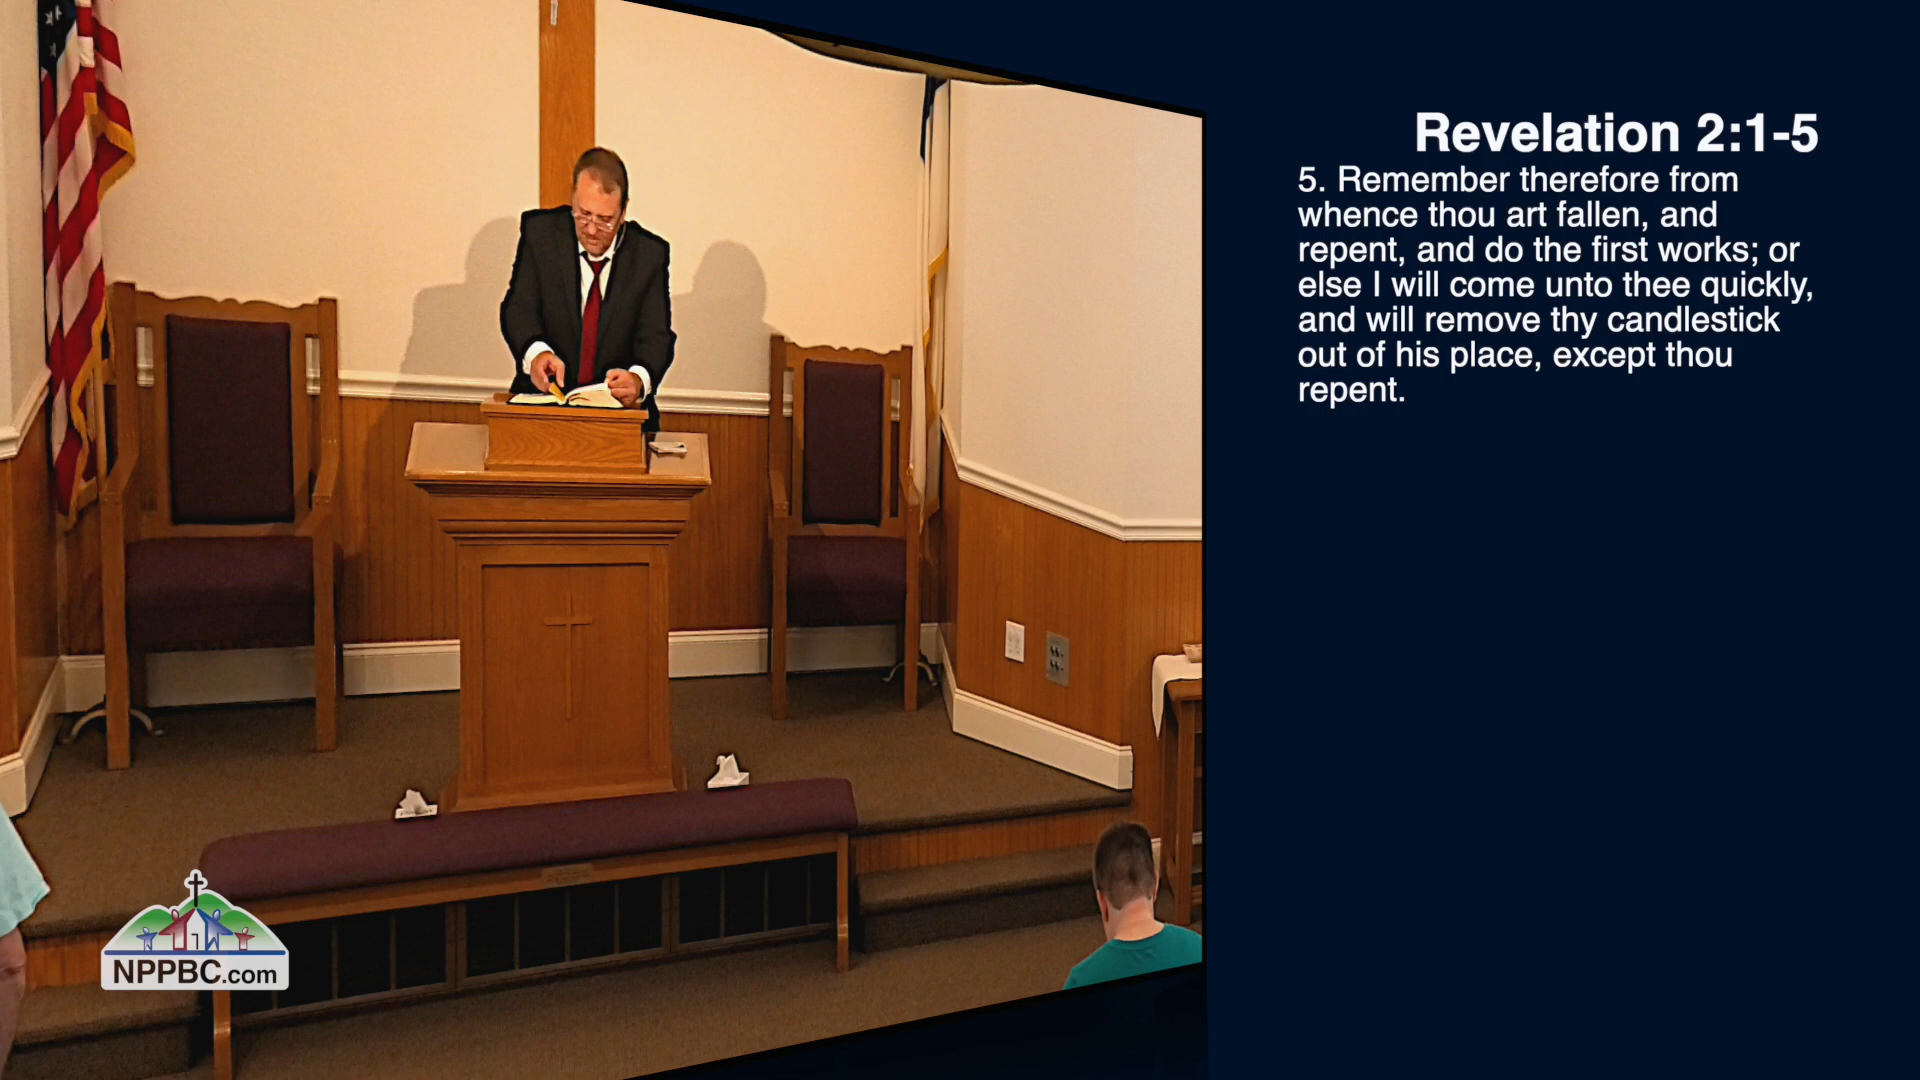 Revelation 2:1-5
5. Remember therefore from
whence thou art fallen, and
repent, and do the first works; or
else I will come unto thee quickly,
and will remove thy candlestick
out of his place, except thou
repent.
NPPBC.com